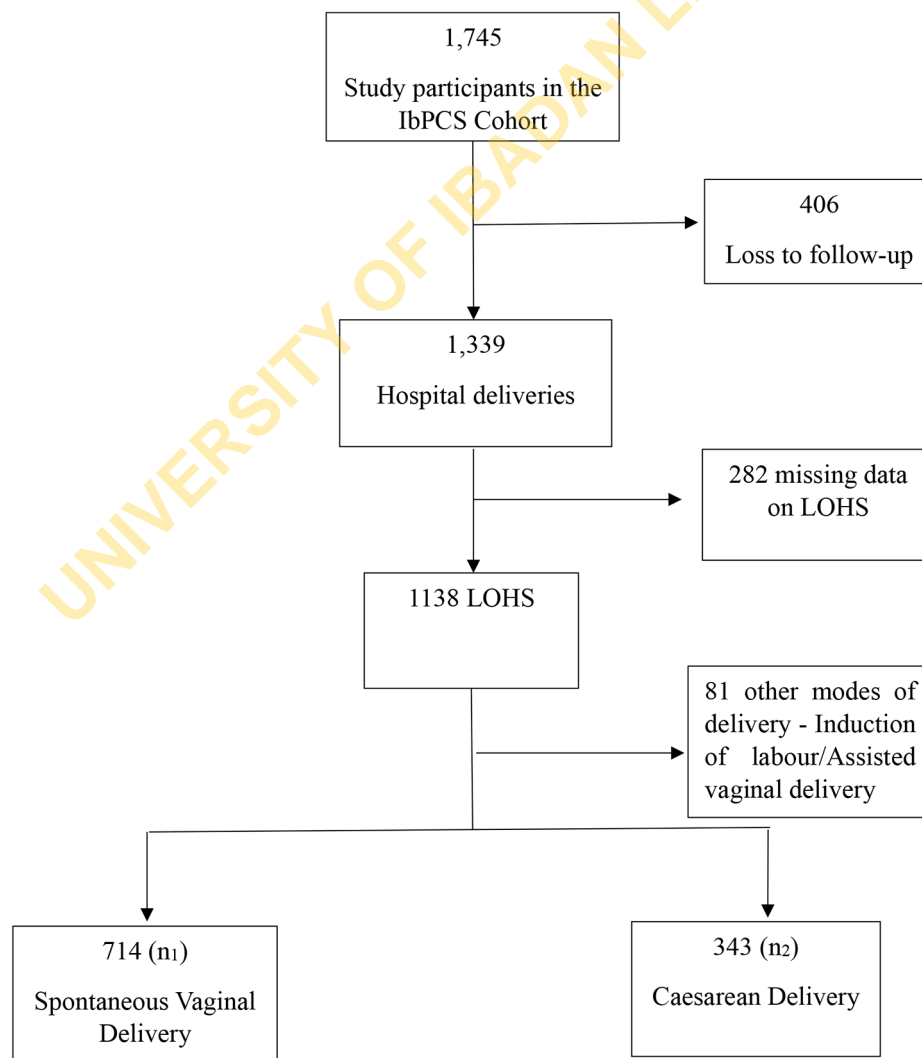 1,745
Study participants in the
IbPCS Cohort
406
Loss to follow-up
1,339
Hospital deliveries
282 missing data
on LOHS
1138 LOHS
81 other modes of
delivery - Induction
of labour/Assisted
vaginal delivery
714 (n₁)
Spontaneous Vaginal
Delivery
343 (n₂)
Caesarean Delivery
UNIVERSITY OF IBADAN